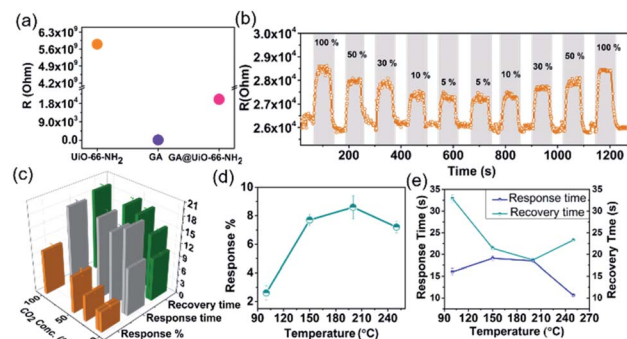 (a)
R (Ohm)
6.3x10⁹
5.6x10⁹
4.9x10⁹
4.2x10⁹
1.8x10⁴
9.0x10³
0.0
UiO-66-NH₂ GA GA@UiO-66-NH₂
(b)
R(Ohm)
3.0x10⁴
2.8x10⁴
2.7x10⁴
2.6x10⁴
100 % 50 % 30 % 10 % 5 % 5 % 10 % 30 % 50 % 100 %
0 200 400 600 800 1000 1200
Time (s)
(c)
21
18
15
12
9
6
3
0
Recovery time
Response time
Response %
100
50
CO₂ Conc.
(d)
Response %
10
8
6
4
2
90 120 150 180 210 240
Temperature (°C)
(e)
Response Time (s)
35
30
25
20
15
10
Response time
Recovery time
35
30
25
20
15
10
Recovery Time (s)
90 120 150 180 210 240 270
Temperature (°C)